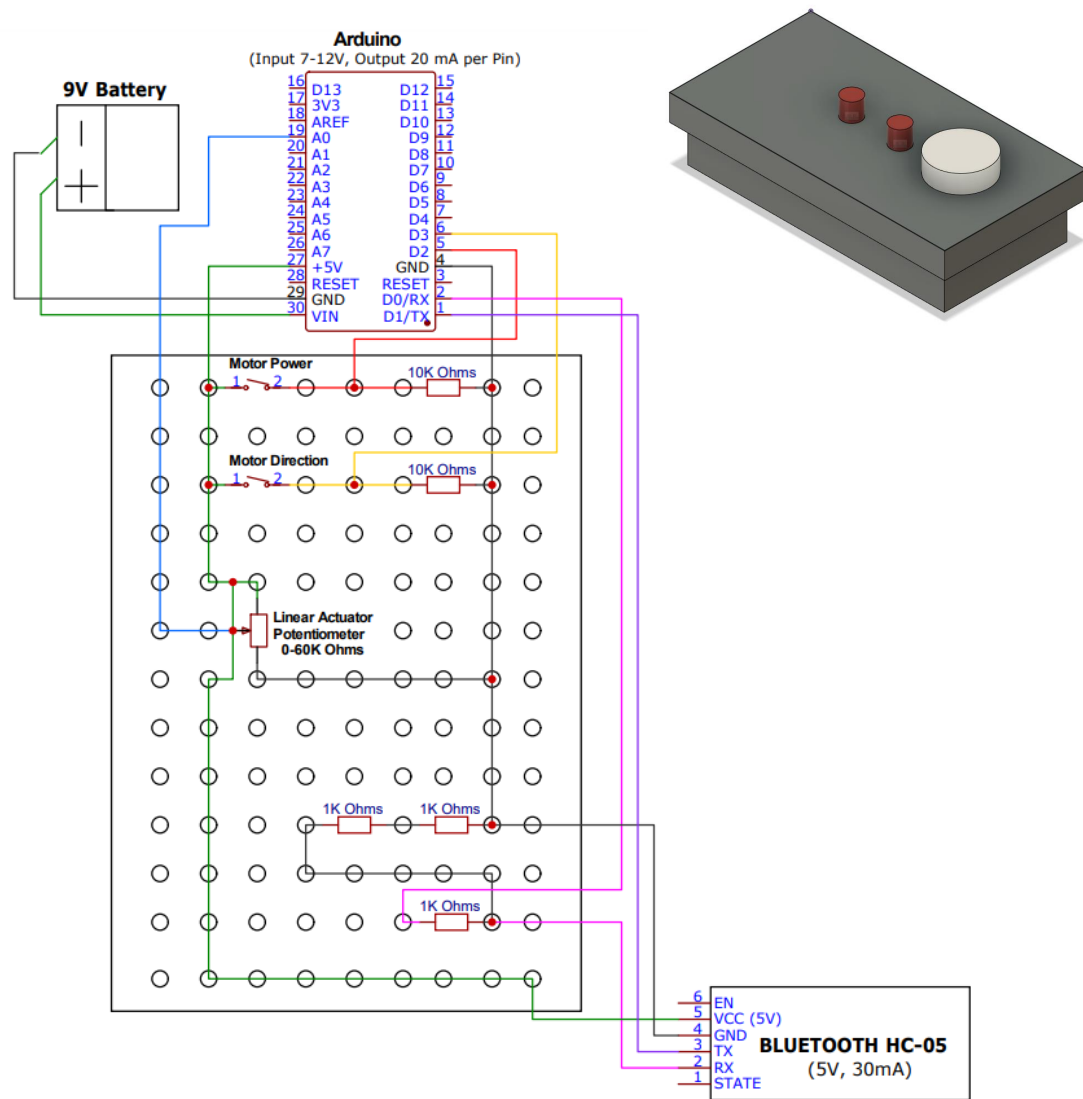 Arduino
(Input 7-12V, Output 20 mA per Pin)
9V Battery
16 D13 D12 15
17 3V3 D11 14
18 AREF D10 13
19 A0 D9 12
20 A1 D8 11
21 A2 D7 10
22 A3 D6 9
23 A4 D5 8
24 A5 D4 7
25 A6 D3 6
26 A7 D2 5
27 +5V GND 4
28 RESET RESET 3
29 GND D0/RX 2
30 VIN D1/TX 1
Motor Power
1 2
10K Ohms
Motor Direction
1 2
10K Ohms
Linear Actuator
Potentiometer
0-60K Ohms
1K Ohms 1K Ohms
1K Ohms
6 EN
5 VCC (5V)
4 GND
3 TX
2 RX
1 STATE
BLUETOOTH HC-05
(5V, 30mA)